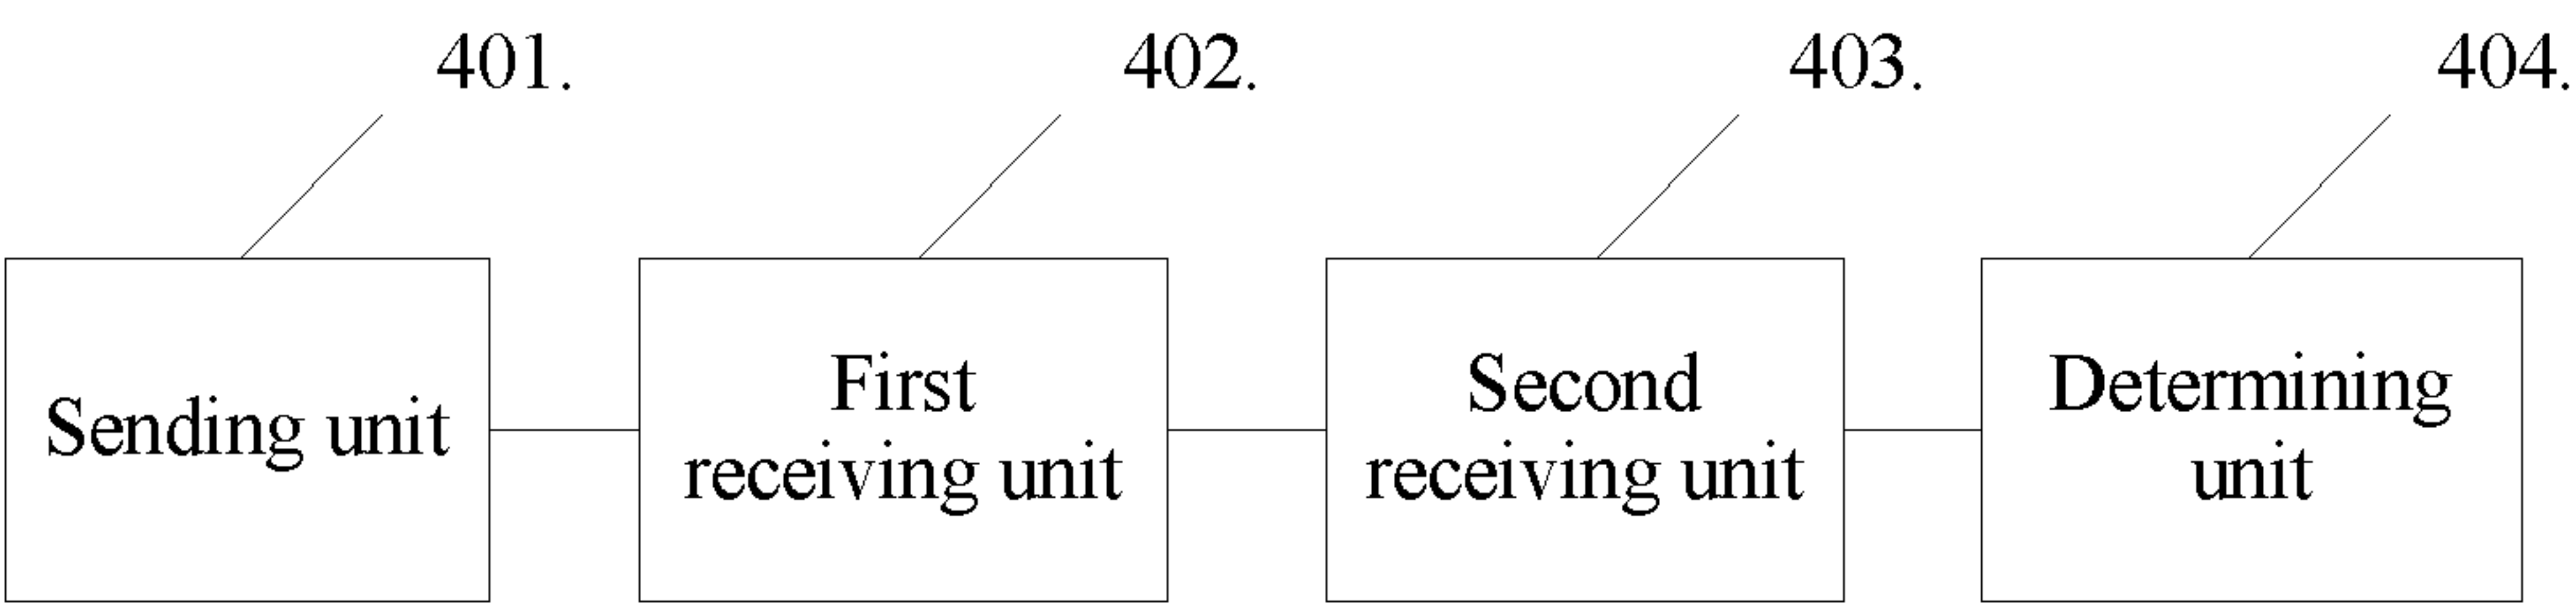 401.
402.
403.
404.
Sending unit
First
receiving unit
Second
receiving unit
Determining
unit